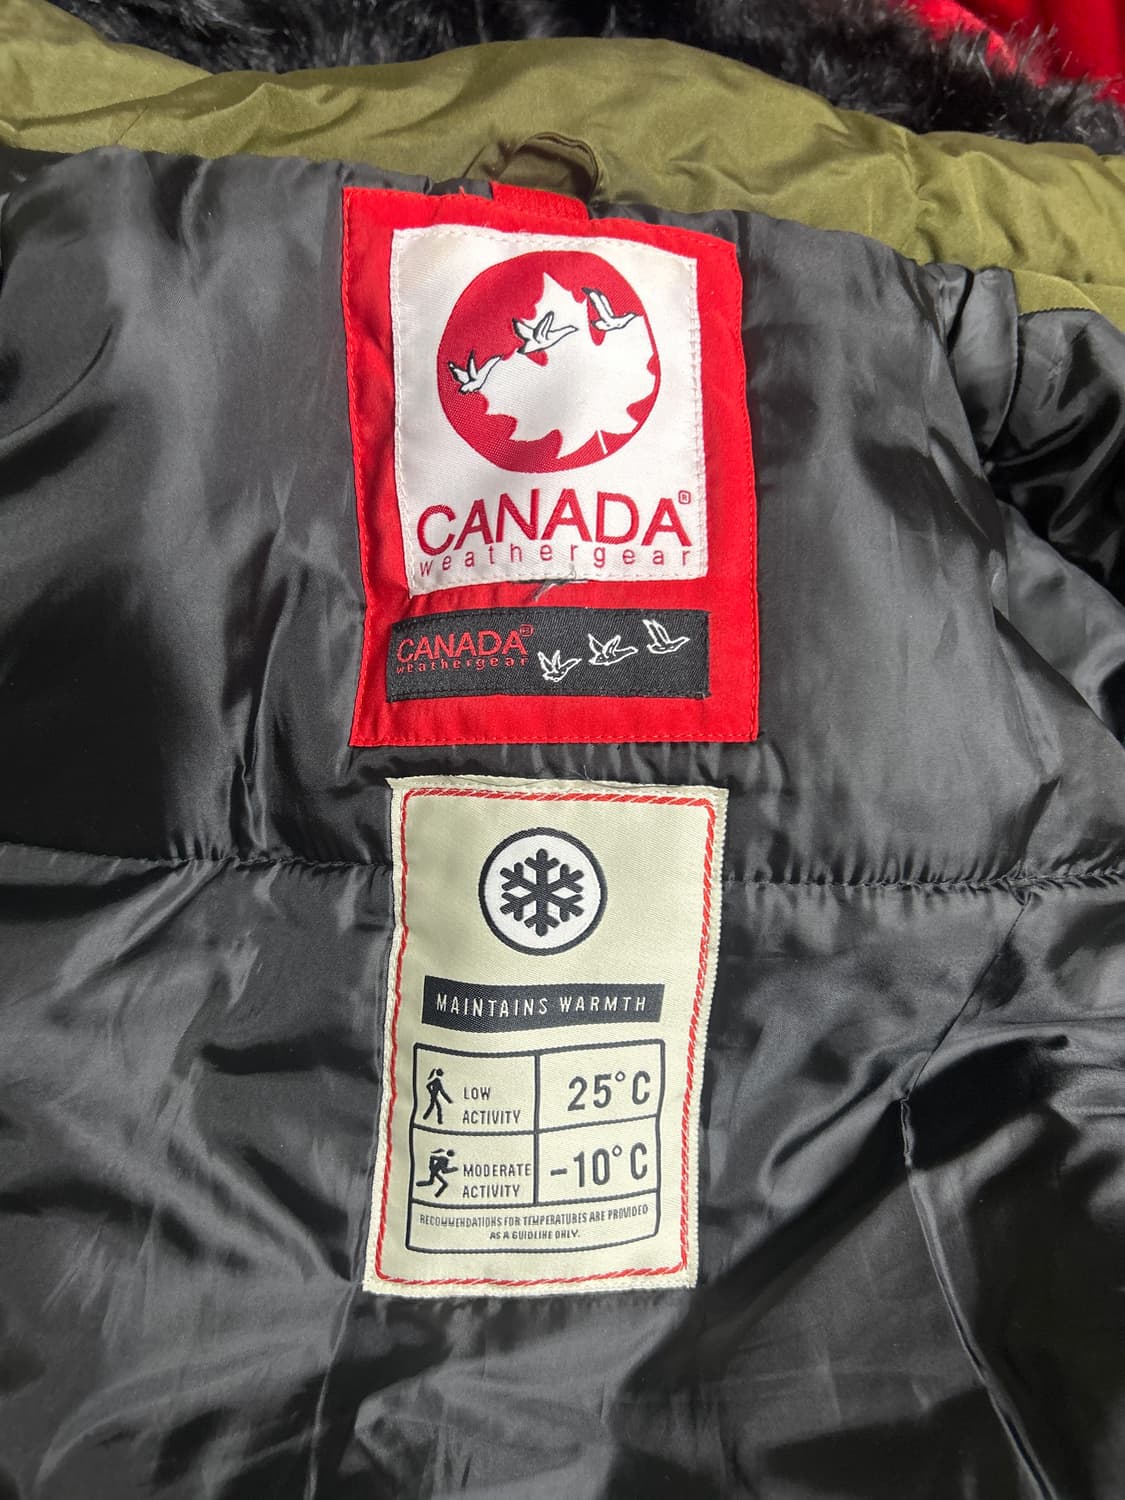 CANADA®
weathergear
CANADA®
weathergear
MAINTAINS WARMTH
LOW
ACTIVITY
25°C
MODERATE
ACTIVITY
-10°C
RECOMMENDATIONS FOR TEMPERATURES ARE PROVIDED
AS A GUIDLINE ONLY.